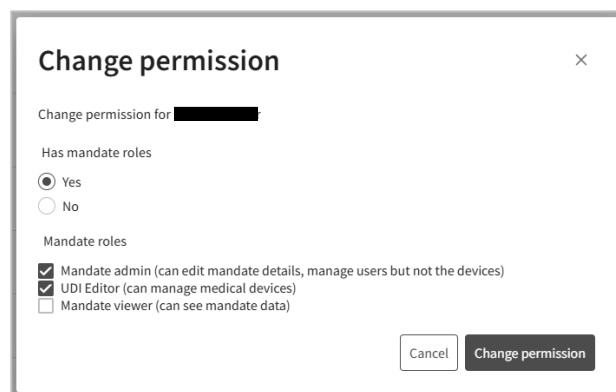 Change permission
Change permission for
Has mandate roles
Yes
No
Mandate roles
Mandate admin (can edit mandate details, manage users but not the devices)
UDI Editor (can manage medical devices)
Mandate viewer (can see mandate data)
Cancel
Change permission